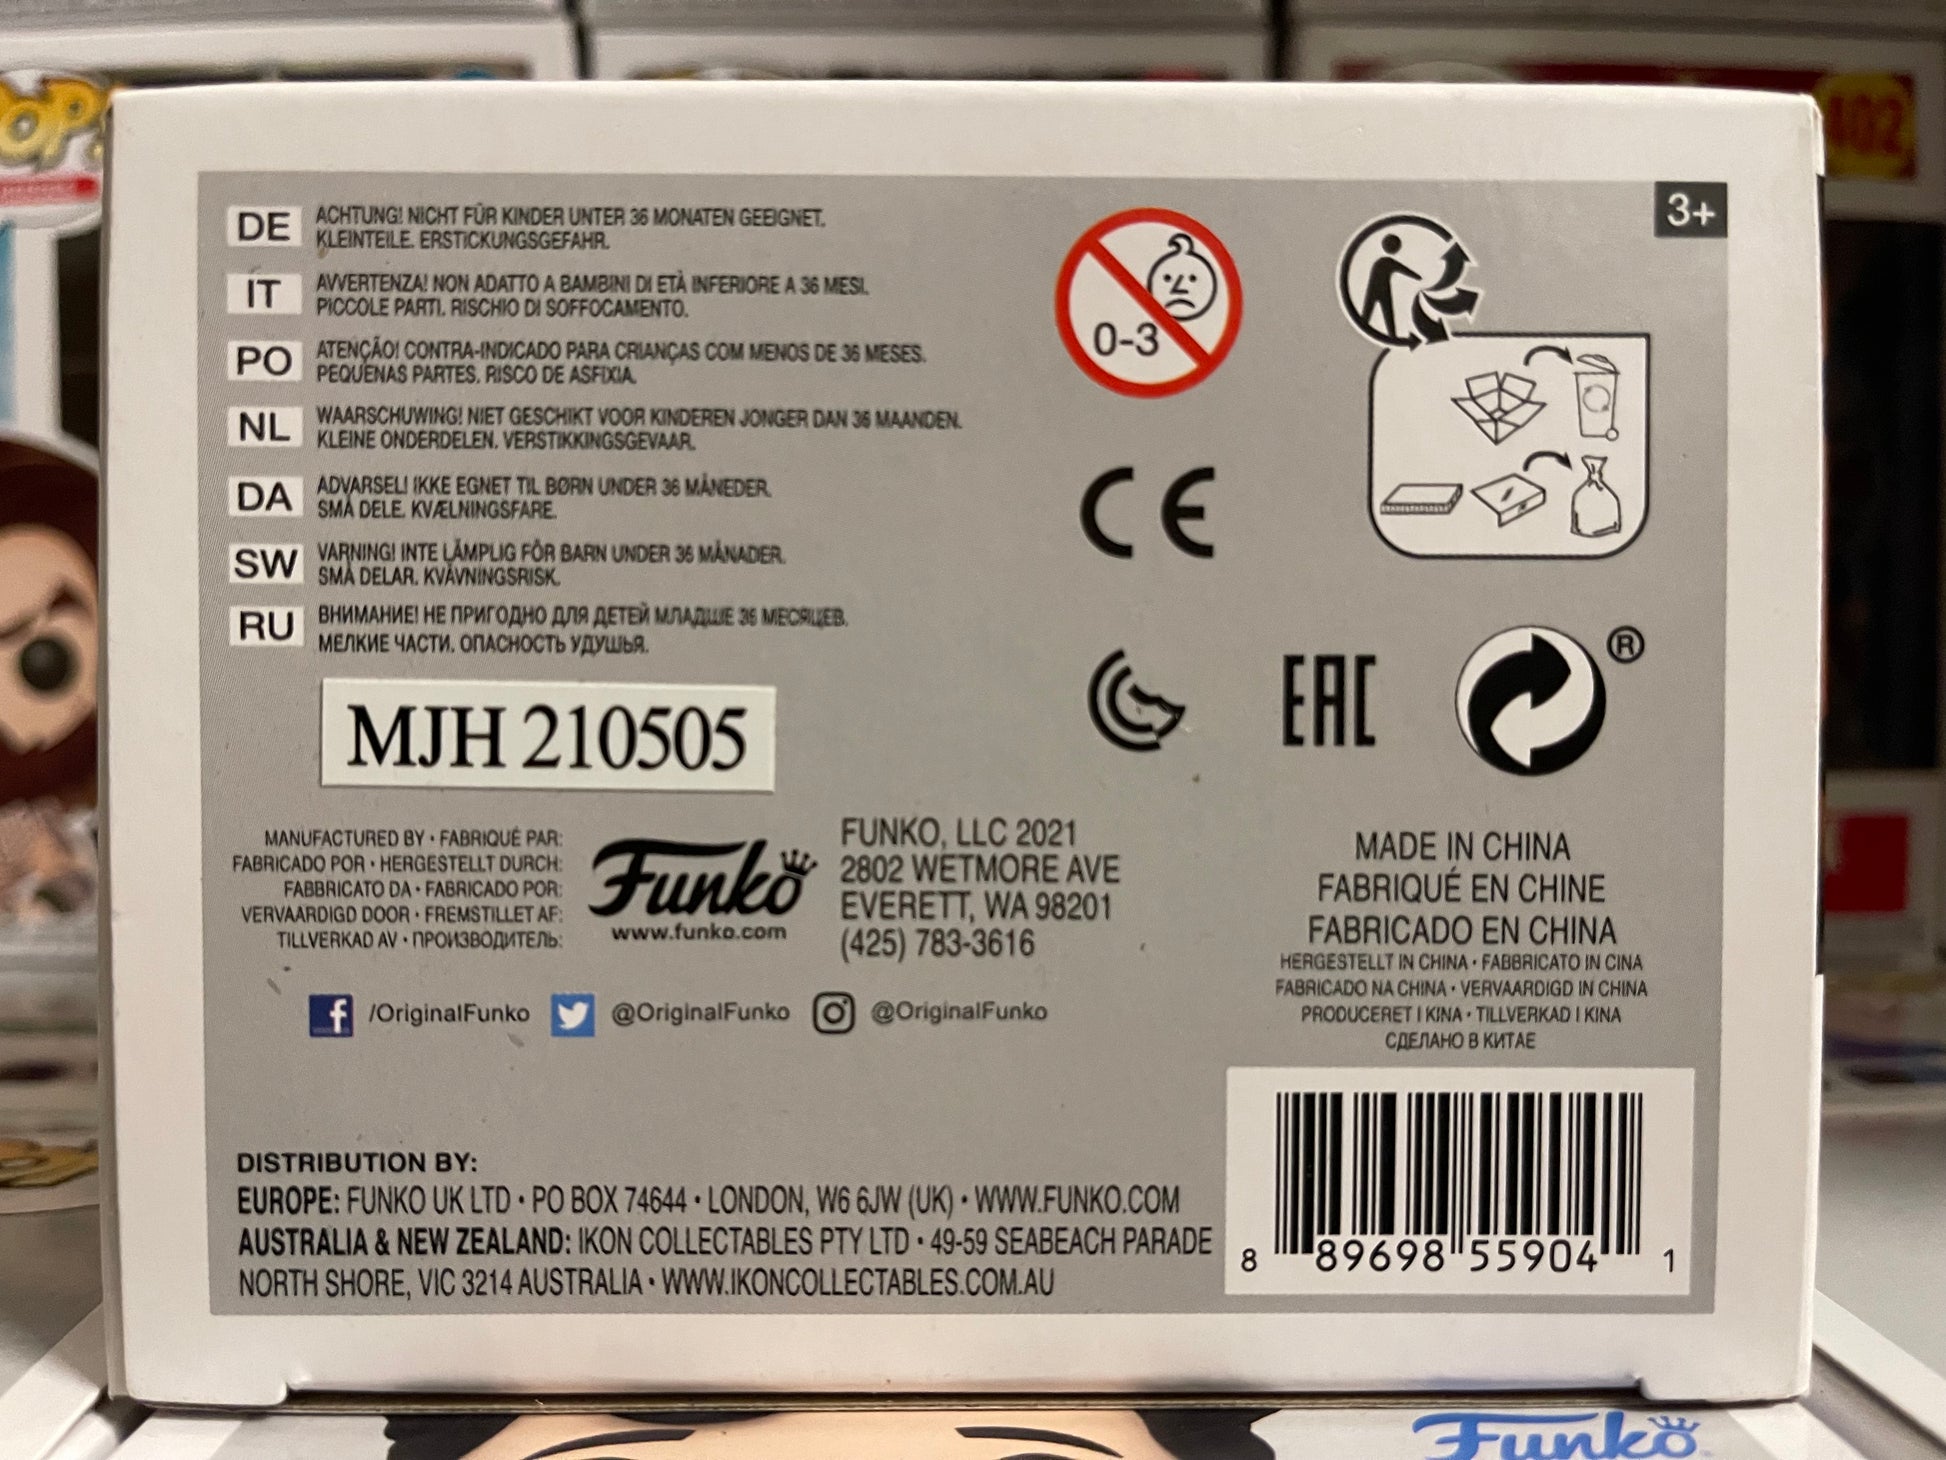 OP!
402
3+
DE
ACHTUNG! NICHT FÜR KINDER UNTER 36 MONATEN GEEIGNET.
KLEINTEILE. ERSTICKUNGSGEFAHR.
IT
AVVERTENZA! NON ADATTO A BAMBINI DI ETÀ INFERIORE A 36 MESI.
PICCOLE PARTI. RISCHIO DI SOFFOCAMENTO.
PO
ATENÇÃO! CONTRA-INDICADO PARA CRIANÇAS COM MENOS DE 36 MESES.
PEQUENAS PARTES. RISCO DE ASFIXIA.
NL
WAARSCHUWING! NIET GESCHIKT VOOR KINDEREN JONGER DAN 36 MAANDEN.
KLEINE ONDERDELEN. VERSTIKKINGSGEVAAR.
DA
ADVARSEL! IKKE EGNET TIL BØRN UNDER 36 MÅNEDER.
SMÅ DELE. KVÆLNINGSFARE.
SW
VARNING! INTE LÄMPLIG FÖR BARN UNDER 36 MÅNADER.
SMÅ DELAR. KVÄVNINGSRISK.
RU
ВНИМАНИЕ! НЕ ПРИГОДНО ДЛЯ ДЕТЕЙ МЛАДШЕ 36 МЕСЯЦЕВ.
МЕЛКИЕ ЧАСТИ. ОПАСНОСТЬ УДУШЬЯ.
0-3
CE
EAC
®
MJH 210505
MANUFACTURED BY • FABRIQUÉ PAR:
FABRICADO POR • HERGESTELLT DURCH:
FABBRICATO DA • FABRICADO POR:
VERVAARDIGD DOOR • FREMSTILLET AF:
TILLVERKAD AV • ПРОИЗВОДИТЕЛЬ:
Funko
www.funko.com
FUNKO, LLC 2021
2802 WETMORE AVE
EVERETT, WA 98201
(425) 783-3616
MADE IN CHINA
FABRIQUÉ EN CHINE
FABRICADO EN CHINA
HERGESTELLT IN CHINA • FABBRICATO IN CINA
FABRICADO NA CHINA • VERVAARDIGD IN CHINA
PRODUCERET I KINA • TILLVERKAD I KINA
СДЕЛАНО В КИТАЕ
f /OriginalFunko @OriginalFunko @OriginalFunko
DISTRIBUTION BY:
EUROPE: FUNKO UK LTD • PO BOX 74644 • LONDON, W6 6JW (UK) • WWW.FUNKO.COM
AUSTRALIA & NEW ZEALAND: IKON COLLECTABLES PTY LTD • 49-59 SEABEACH PARADE
NORTH SHORE, VIC 3214 AUSTRALIA • WWW.IKONCOLLECTABLES.COM.AU
8 89698 55904 1
Funko